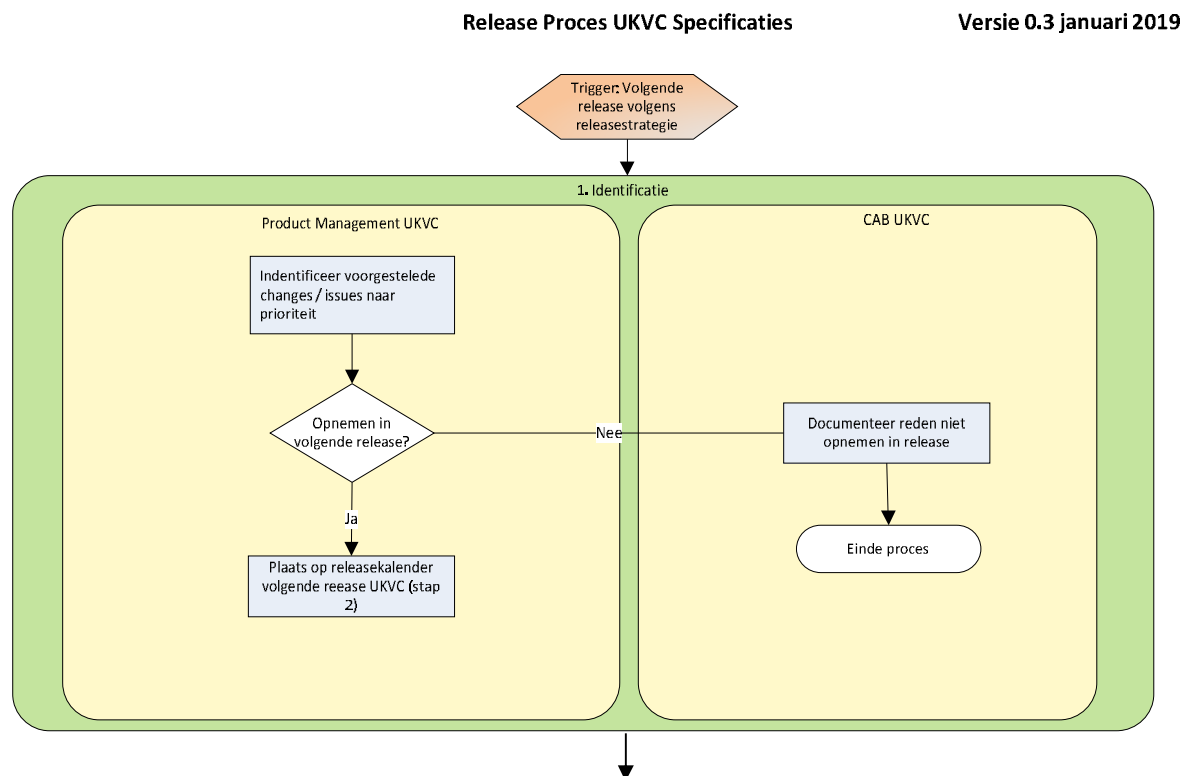 Release Proces UKVC Specificaties
Versie 0.3 januari 2019
Trigger: Volgende
release volgens
releasestrategie
1. Identificatie
Product Management UKVC
CAB UKVC
Indentificeer voorgestelede
changes / issues naar
prioriteit
Opnemen in
volgende release?
Nee
Documenteer reden niet
opnemen in release
Ja
Einde proces
Plaats op releasekalender
volgende reease UKVC (stap
2)